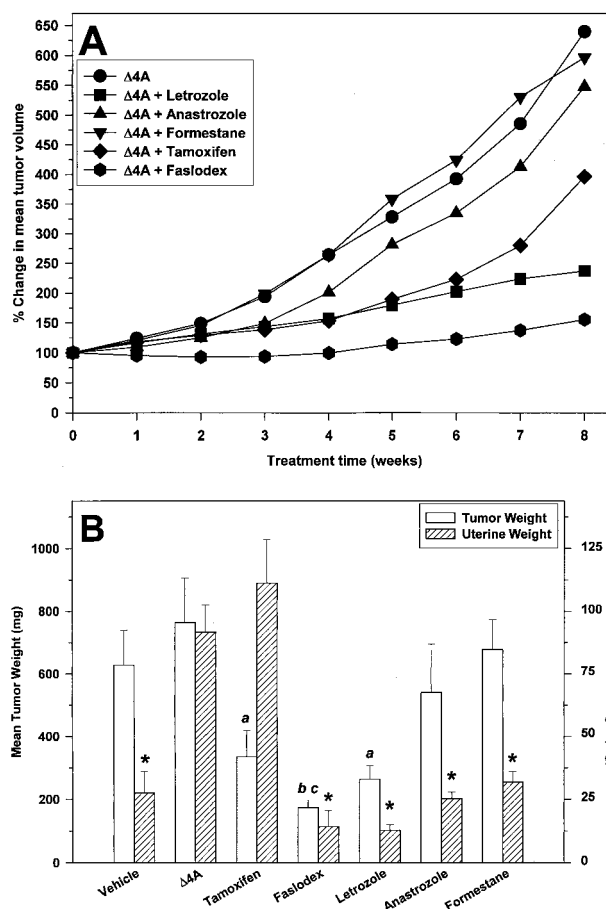 A
650
600
550
500
450
400
350
300
250
200
150
100
50
0
% Change in mean tumor volume
Δ4A
Δ4A + Letrozole
Δ4A + Anastrozole
Δ4A + Formestane
Δ4A + Tamoxifen
Δ4A + Faslodex
0 1 2 3 4 5 6 7 8
Treatment time (weeks)
B
Tumor Weight
Uterine Weight
1000
800
600
400
200
0
Mean Tumor Weight (mg)
125
100
75
50
25
0
* a b c * a * * *
Vehicle Δ4A Tamoxifen Faslodex Letrozole Anastrozole Formestane